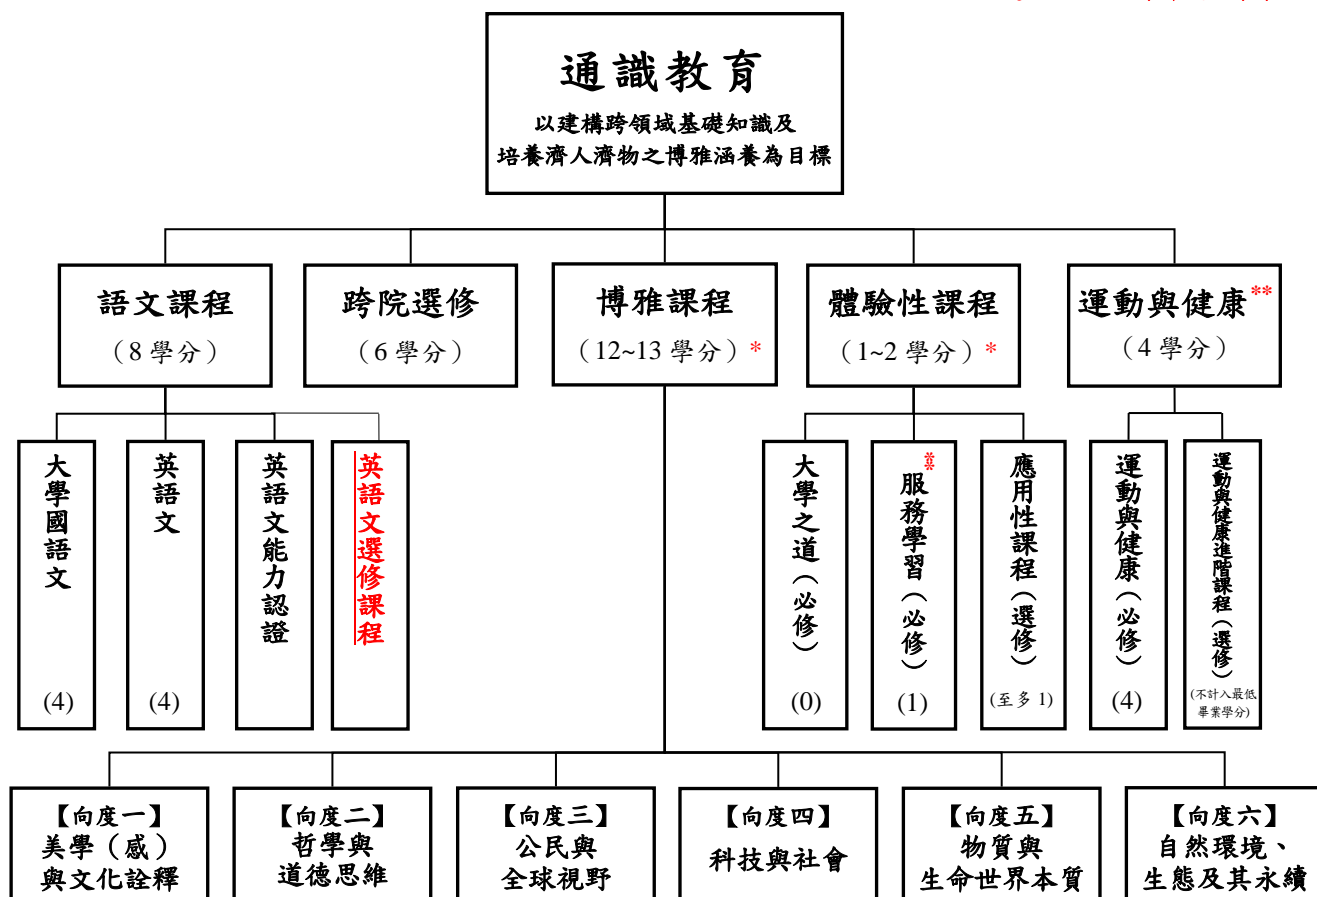 通識教育
以建構跨領域基礎知識及
培養濟人濟物之博雅涵養為目標
語文課程
（8 學分）
跨院選修
（6 學分）
博雅課程
（12~13 學分）*
體驗性課程
（1~2 學分）*
運動與健康**
（4 學分）
大學國語文
(4)
英語文
(4)
英語文能力認證
英語文選修課程
大學之道（必修）
(0)
服務學習（必修）
(1)
應用性課程（選修）
(至多 1)
運動與健康（必修）
(4)
運動與健康進階課程（選修）
(不計入最低
畢業學分)
【向度一】
美學（感）
與文化詮釋
【向度二】
哲學與
道德思維
【向度三】
公民與
全球視野
【向度四】
科技與社會
【向度五】
物質與
生命世界本質
【向度六】
自然環境、
生態及其永續